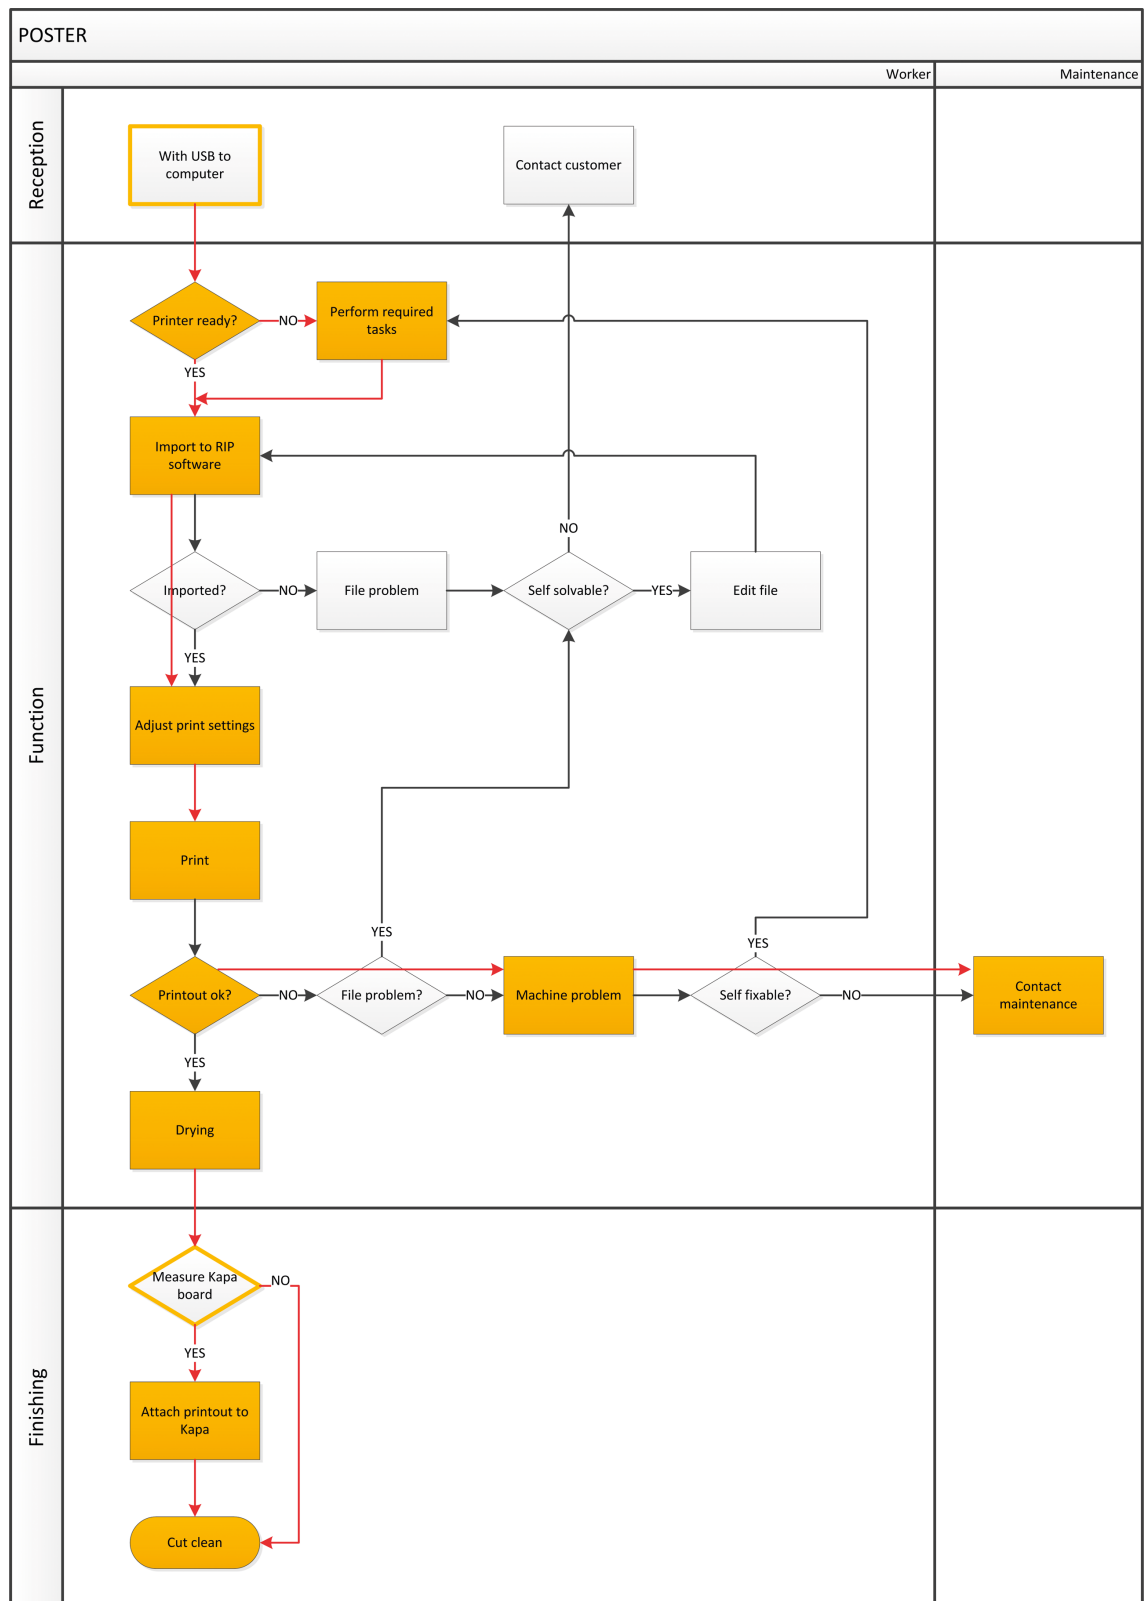 POSTER
Worker
Maintenance
Reception
With USB to
computer
Contact customer
Function
Printer ready?
NO
Perform required
tasks
YES
Import to RIP
software
NO
Imported?
NO
File problem
Self solvable?
YES
Edit file
YES
Adjust print settings
Print
YES
YES
Printout ok?
NO
File problem?
NO
Machine problem
Self fixable?
NO
Contact
maintenance
YES
Drying
Finishing
Measure Kapa
board
NO
YES
Attach printout to
Kapa
Cut clean